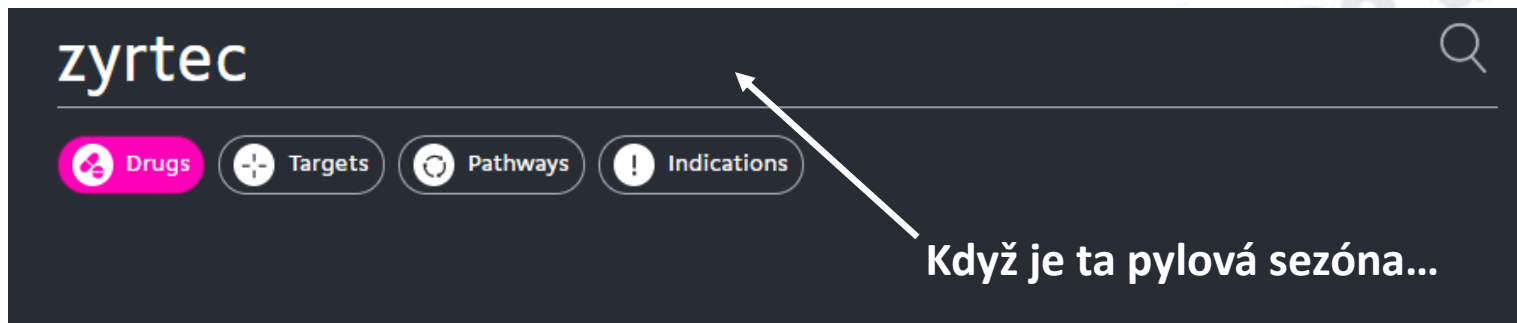 zyrtec
Drugs Targets Pathways Indications
Když je ta pylová sezóna...